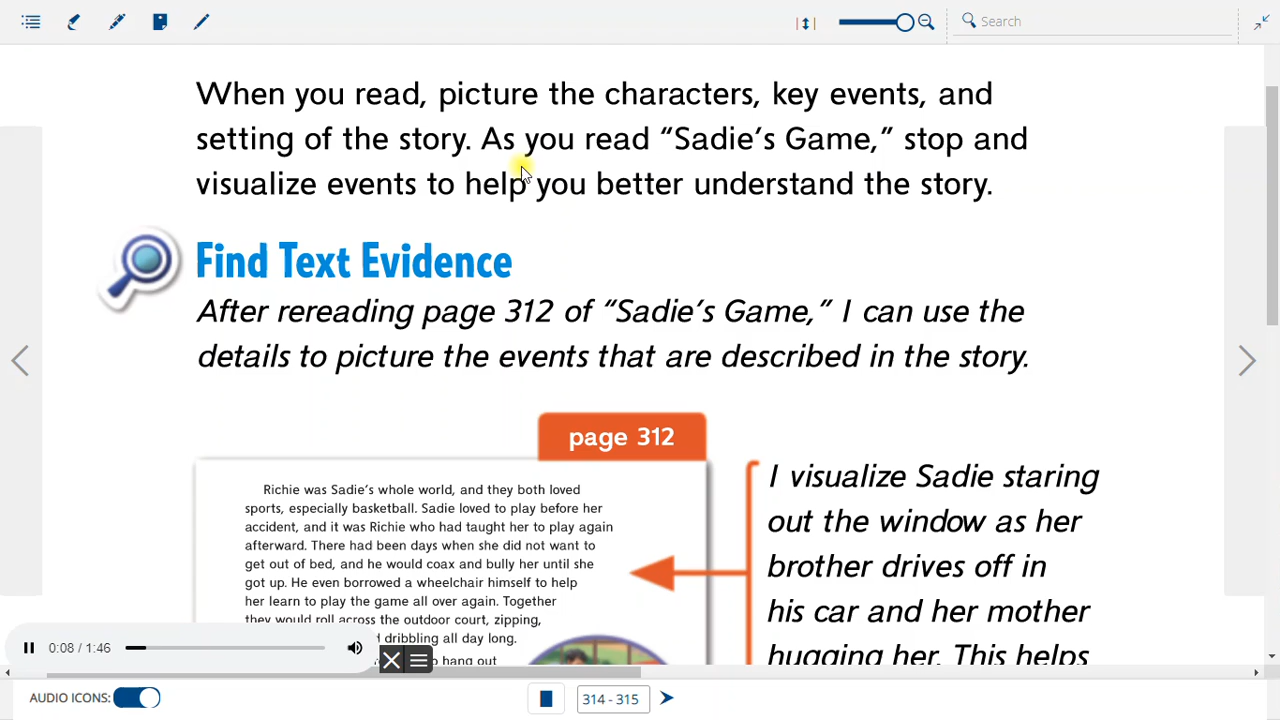 Search
When you read, picture the characters, key events, and
setting of the story. As you read “Sadie’s Game,” stop and
visualize events to help you better understand the story.
Find Text Evidence
After rereading page 312 of “Sadie’s Game,” I can use the
details to picture the events that are described in the story.
page 312
Richie was Sadie’s whole world, and they both loved
sports, especially basketball. Sadie loved to play before her
accident, and it was Richie who had taught her to play again
afterward. There had been days when she did not want to
get out of bed, and he would coax and bully her until she
got up. He even borrowed a wheelchair himself to help
her learn to play the game all over again. Together
they would roll across the outdoor court, zipping,
dribbling all day long.
hang out
I visualize Sadie staring
out the window as her
brother drives off in
his car and her mother
hugging her. This helps
0:08 / 1:46
AUDIO ICONS:
314 - 315